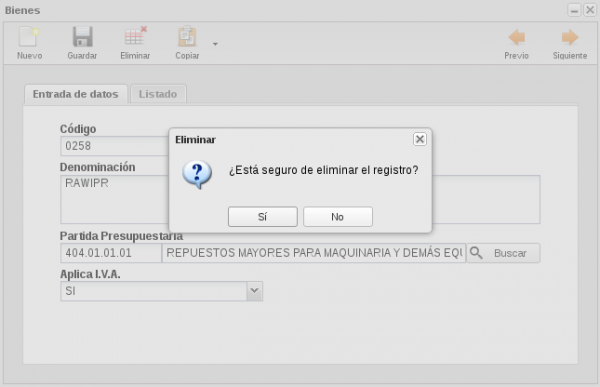 Bienes
Nuevo Guardar Eliminar Copiar Previo Siguiente
Entrada de datos Listado
Código
0258
Denominación
RAWIPR
Eliminar
¿Está seguro de eliminar el registro?
Sí No
Partida Presupuestaria
404.01.01.01 REPUESTOS MAYORES PARA MAQUINARIA Y DEMÁS EQU Buscar
Aplica I.V.A.
SI